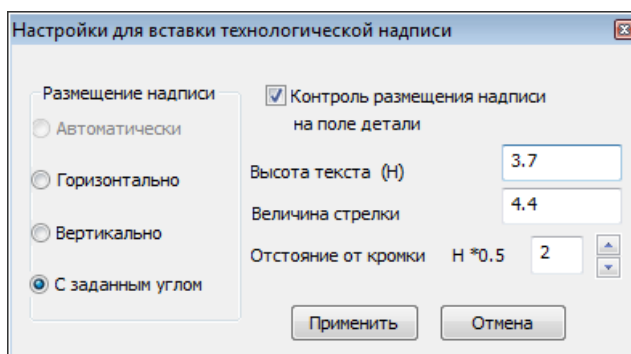 Настройки для вставки технологической надписи
Размещение надписи
Автоматически
Горизонтально
Вертикально
С заданным углом
Контроль размещения надписи
на поле детали
Высота текста (H) 3.7
Величина стрелки 4.4
Отстояние от кромки H *0.5 2
Применить Отмена